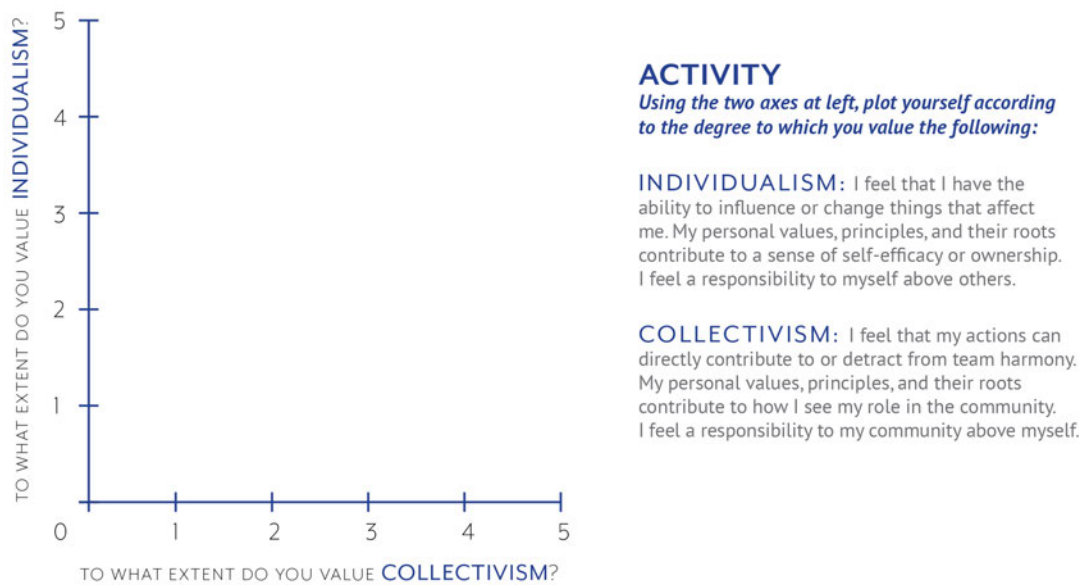 TO WHAT EXTENT DO YOU VALUE INDIVIDUALISM?
5
4
3
2
1
0
1
2
3
4
5
TO WHAT EXTENT DO YOU VALUE COLLECTIVISM?
ACTIVITY
Using the two axes at left, plot yourself according
to the degree to which you value the following:
INDIVIDUALISM: I feel that I have the
ability to influence or change things that affect
me. My personal values, principles, and their roots
contribute to a sense of self-efficacy or ownership.
I feel a responsibility to myself above others.
COLLECTIVISM: I feel that my actions can
directly contribute to or detract from team harmony.
My personal values, principles, and their roots
contribute to how I see my role in the community.
I feel a responsibility to my community above myself.